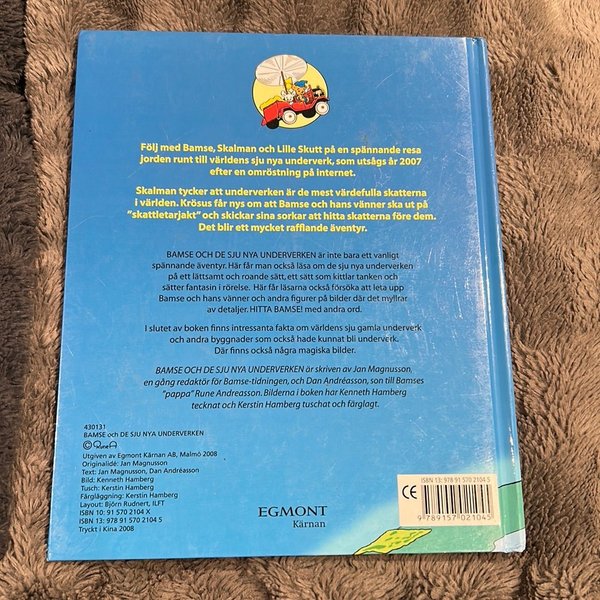 Följ med Bamse, Skalman och Lille Skutt på en spännande resa
jorden runt till världens sju nya underverk, som utsågs år 2007
efter en omröstning på internet.
Skalman tycker att underverken är de mest värdefulla skatterna
i världen. Krösus får nys om att Bamse och hans vänner ska ut på
”skattletarjakt” och skickar sina sorkar att hitta skatterna före dem.
Det blir ett mycket rafflande äventyr.
BAMSE OCH DE SJU NYA UNDERVERKEN är inte bara ett vanligt
spännande äventyr. Här får man också läsa om de sju nya underverken
på ett lättsamt och roande sätt, ett sätt som kittlar tanken och
sätter fantasin i rörelse. Här får läsarna också försöka att leta upp
Bamse och hans vänner och andra figurer på bilder där det myllrar
av detaljer. HITTA BAMSE! med andra ord.
I slutet av boken finns intressanta fakta om världens sju gamla underverk
och andra byggnader som också hade kunnat bli underverk.
Där finns också några magiska bilder.
BAMSE OCH DE SJU NYA UNDERVERKEN är skriven av Jan Magnusson,
en gång redaktör för Bamse-tidningen, och Dan Andréasson, son till Bamses
”pappa” Rune Andreasson. Bilderna i boken har Kenneth Hamberg
tecknat och Kerstin Hamberg tuschat och färglagt.
430131
BAMSE OCH DE SJU NYA UNDERVERKEN
© Rune A
Utgiven av Egmont Kärnan AB, Malmö 2008
Originalidé: Jan Magnusson
Text: Jan Magnusson, Dan Andréasson
Bild: Kenneth Hamberg
Tusch: Kerstin Hamberg
Färgläggning: Kerstin Hamberg
Layout: Björn Rudnert, ILFT
ISBN 10: 91 570 2104 X
ISBN 13: 978 91 570 2104 5
Tryckt i Kina 2008
EGMONT
Kärnan
CE
ISBN 13: 978 91 570 2104 5
9 789157 021045